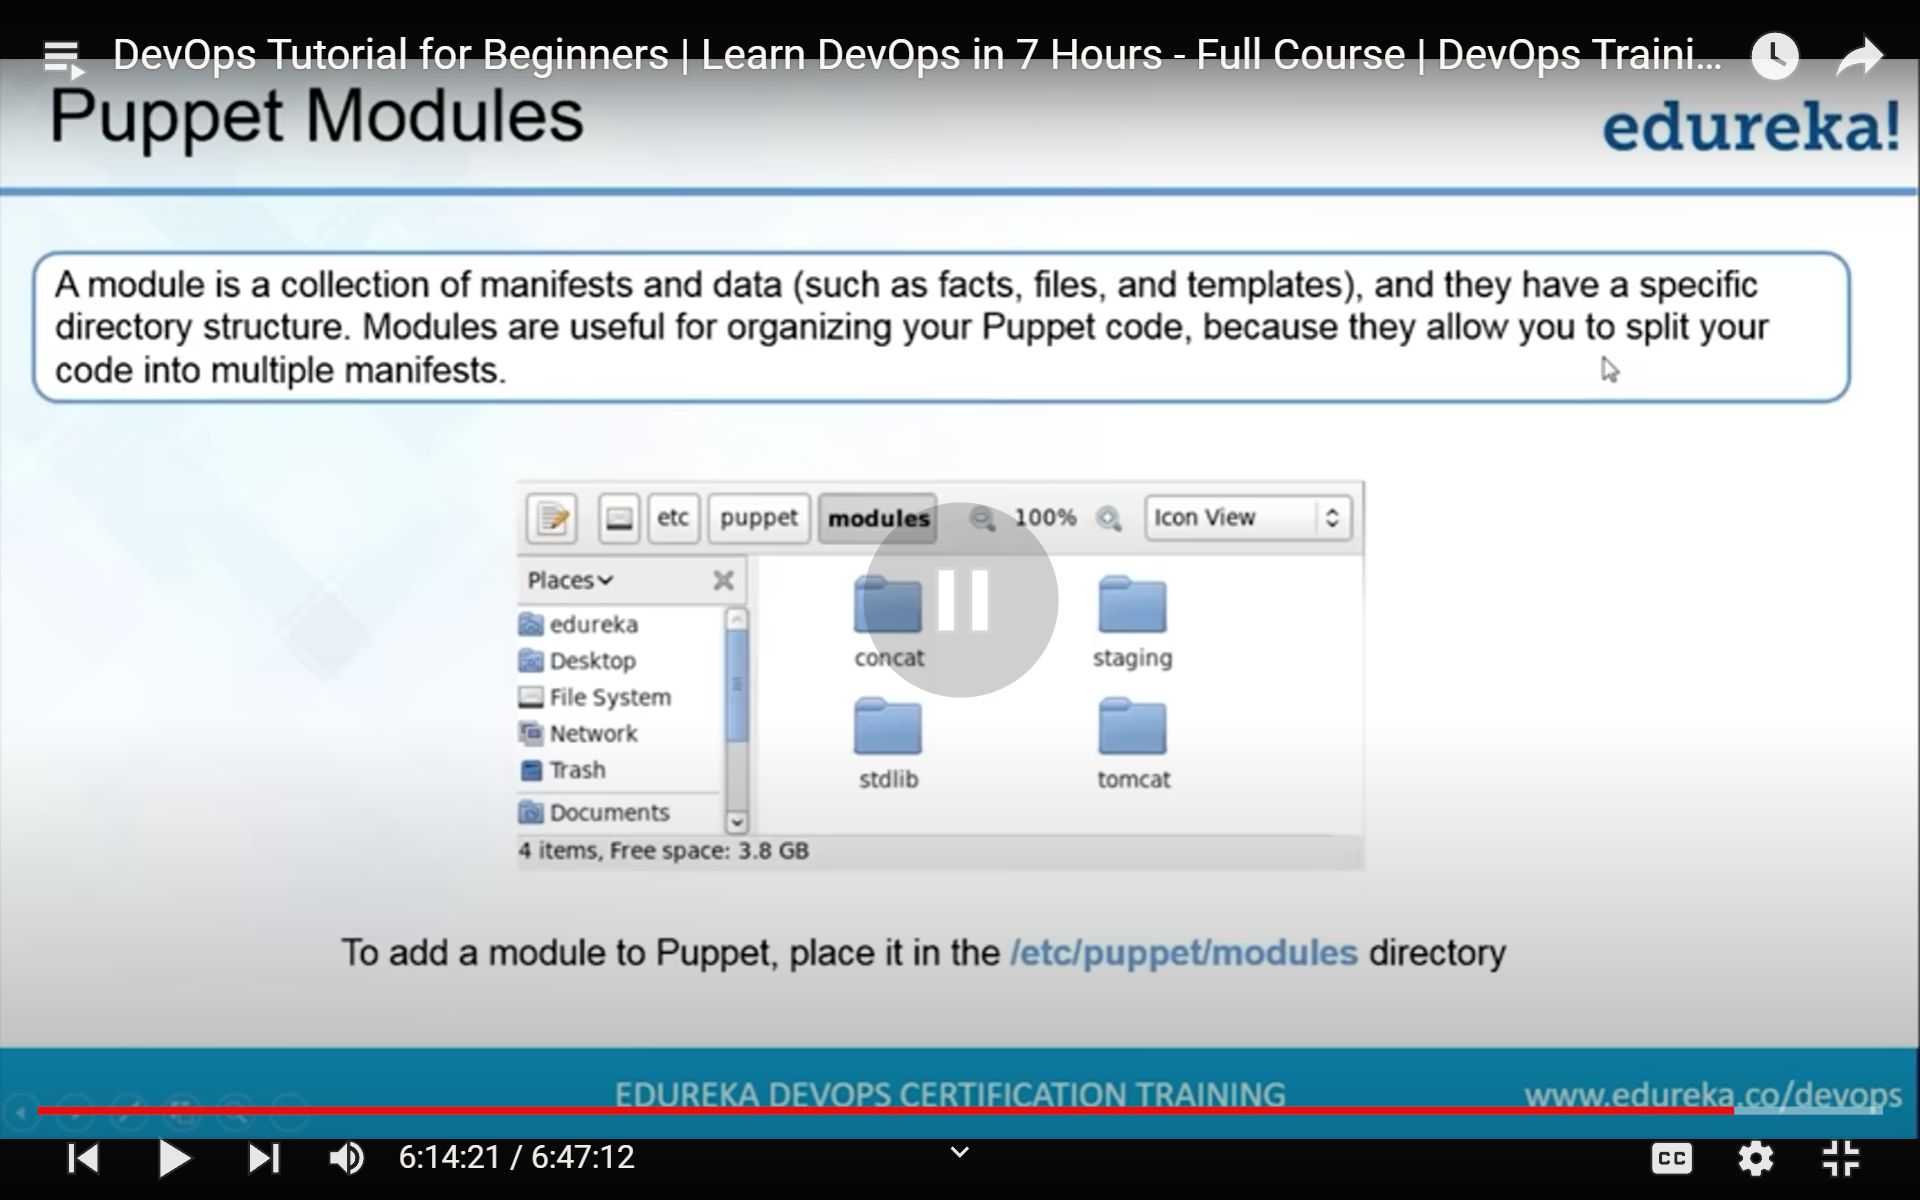 DevOps Tutorial for Beginners | Learn DevOps in 7 Hours - Full Course | DevOps Traini...
Puppet Modules
edureka!
A module is a collection of manifests and data (such as facts, files, and templates), and they have a specific
directory structure. Modules are useful for organizing your Puppet code, because they allow you to split your
code into multiple manifests.
etc puppet modules 100% Icon View
Places
edureka
Desktop
File System
Network
Trash
Documents
concat staging
stdlib tomcat
4 items, Free space: 3.8 GB
To add a module to Puppet, place it in the /etc/puppet/modules directory
EDUREKA DEVOPS CERTIFICATION TRAINING www.edureka.co/devops
6:14:21 / 6:47:12 CC